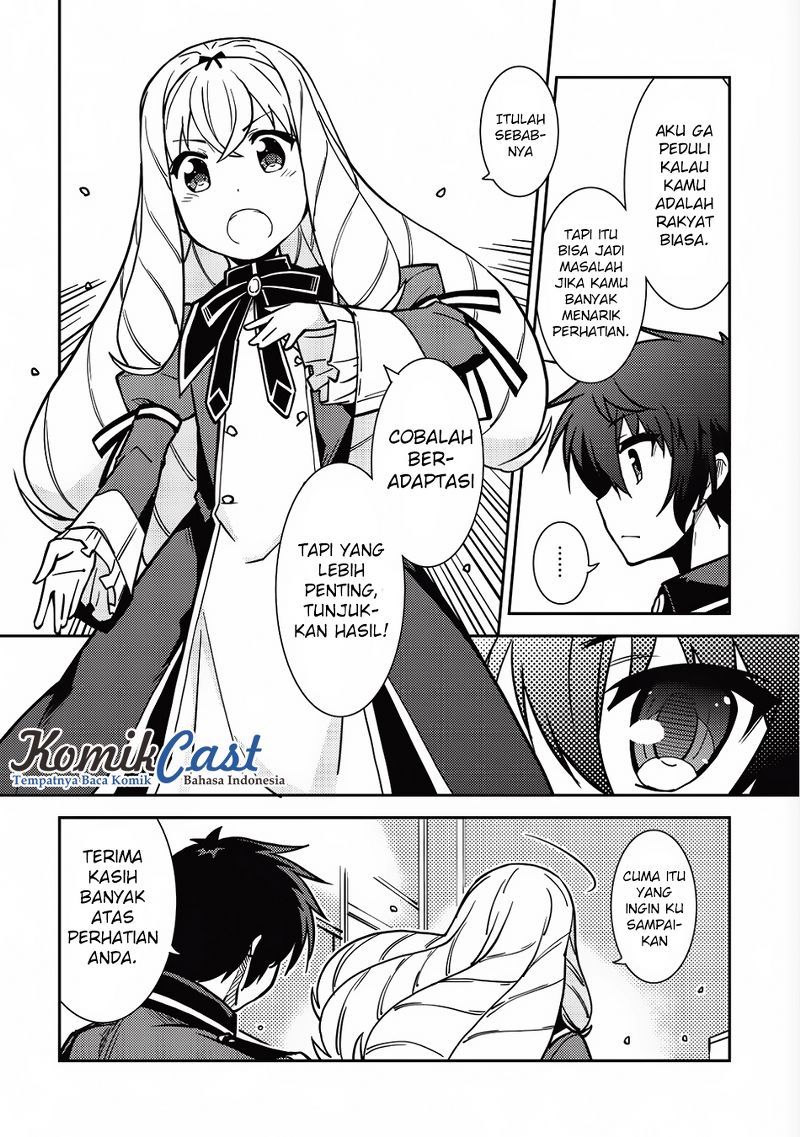 AKU GA
PEDULI
KALAU
KAMU
ADALAH
RAKYAT
BIASA.
TAPI ITU
BISA JADI
MASALAH
JIKA KAMU
BANYAK
MENARIK
PERHATIAN.
.......
ITULAH
SEBAB-
NYA
COBALAH
BER-
ADAPTASI
TAPI YANG
LEBIH
PENTING,
TUNJUK-
KAN HASIL!
KomikCast
Tempatnya Baca Komik Bahasa Indonesia
CUMA ITU
YANG
INGIN KU
SAMPAI-
KAN
TERIMA
KASIH
BANYAK
ATAS
PERHATIAN
ANDA.